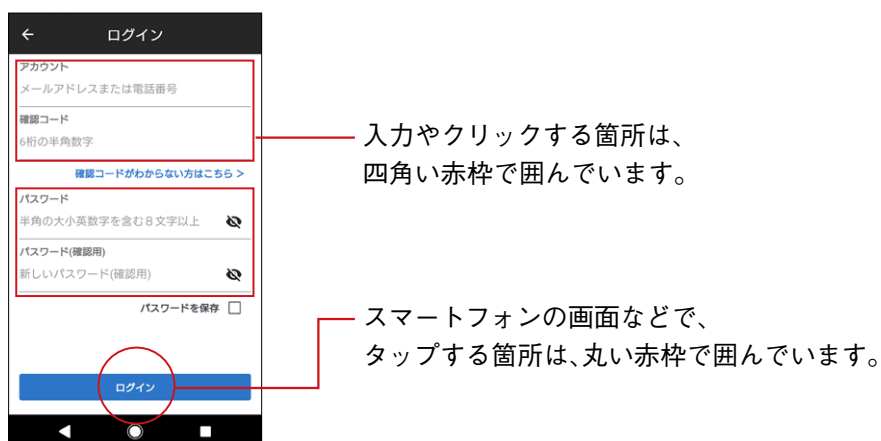 ログイン
アカウント
メールアドレスまたは電話番号
確認コード
6桁の半角数字
確認コードがわからない方はこちら >
パスワード
半角の大小英数字を含む8文字以上
パスワード(確認用)
新しいパスワード(確認用)
パスワードを保存
ログイン
入力やクリックする箇所は、
四角い赤枠で囲んでいます。
スマートフォンの画面などで、
タップする箇所は、丸い赤枠で囲んでいます。